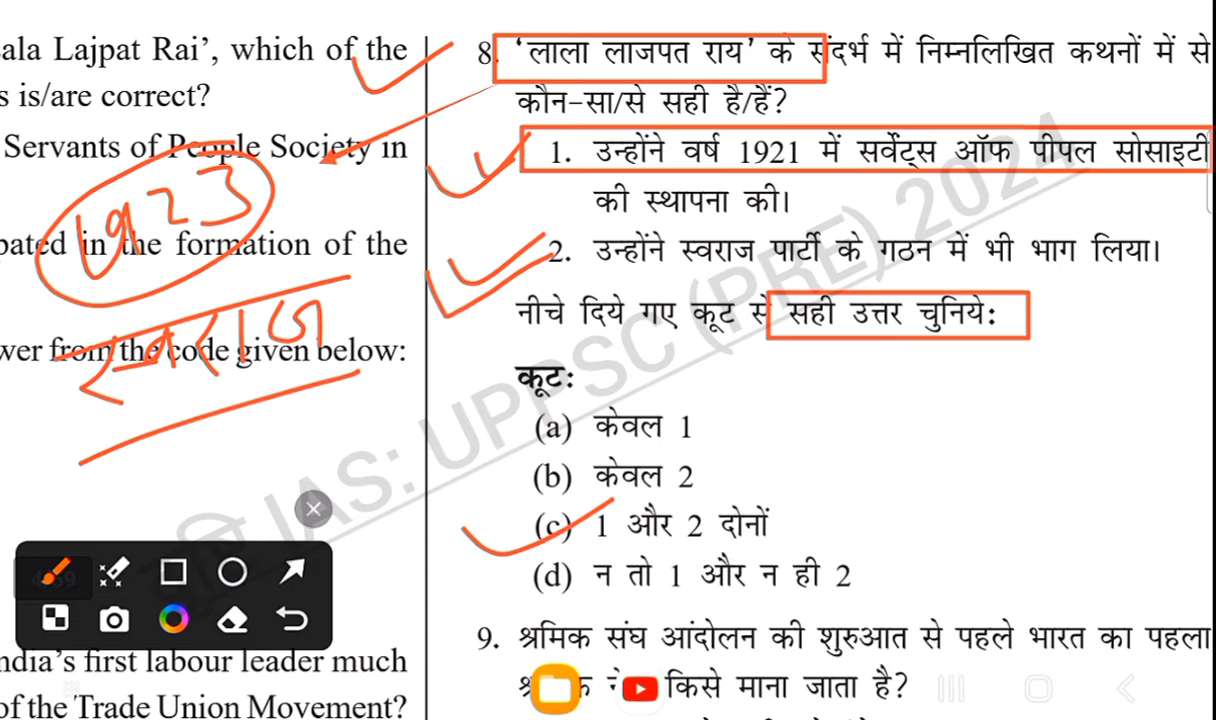 ala Lajpat Rai’, which of the
s is/are correct?
Servants of People Society in
1923
pated in the formation of the
स्वराज
wer from the code given below:
ndia’s first labour leader much
of the Trade Union Movement?
8. ‘लाला लाजपत राय’ के संदर्भ में निम्नलिखित कथनों में से
कौन-सा/से सही है/हैं?
1. उन्होंने वर्ष 1921 में सर्वेंट्स ऑफ पीपल सोसाइटी
की स्थापना की।
2. उन्होंने स्वराज पार्टी के गठन में भी भाग लिया।
नीचे दिये गए कूट से सही उत्तर चुनिये:
कूटः
(a) केवल 1
(b) केवल 2
(c) 1 और 2 दोनों
(d) न तो 1 और न ही 2
9. श्रमिक संघ आंदोलन की शुरुआत से पहले भारत का पहला
किसे माना जाता है?
IAS: UPPSC (PRE) 2024